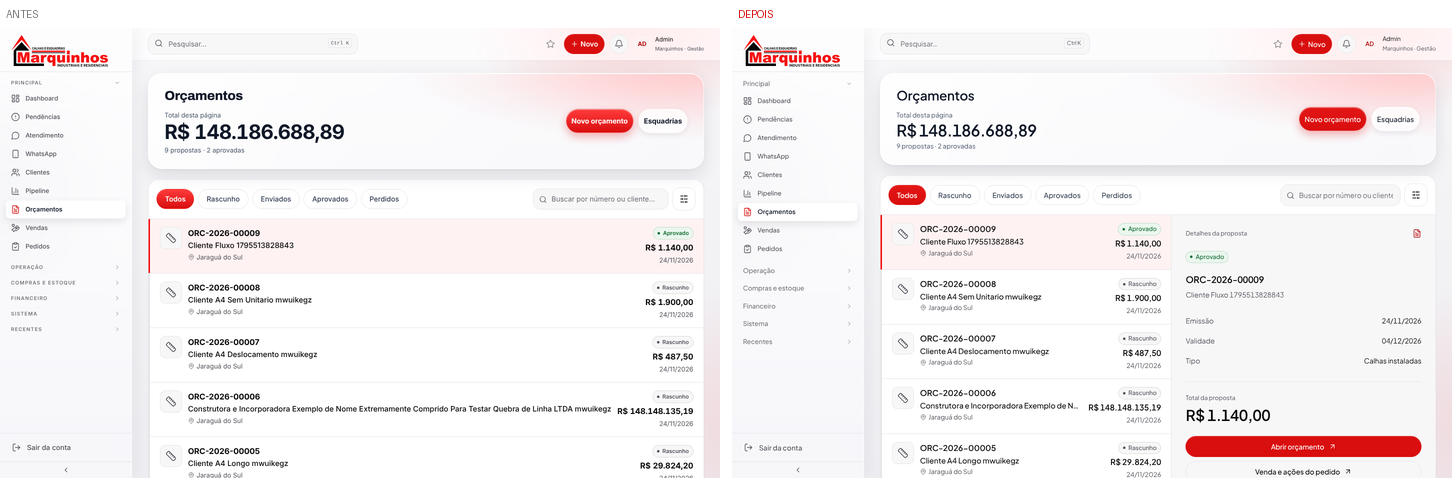 ANTES
CALHAS E ESQUADRIAS
Marquinhos
INDUSTRIAIS E RESIDENCIAIS
Pesquisar...
Ctrl K
+ Novo
AD
Admin
Marquinhos · Gestão
PRINCIPAL
Dashboard
Pendências
Atendimento
WhatsApp
Clientes
Pipeline
Orçamentos
Vendas
Pedidos
OPERAÇÃO
COMPRAS E ESTOQUE
FINANCEIRO
SISTEMA
RECENTES
Sair da conta
Orçamentos
Total desta página
R$ 148.186.688,89
9 propostas · 2 aprovadas
Novo orçamento
Esquadrias
Todos
Rascunho
Enviados
Aprovados
Perdidos
Buscar por número ou cliente...
ORC-2026-00009
Cliente Fluxo 1795513828843
Jaraguá do Sul
Aprovado
R$ 1.140,00
24/11/2026
ORC-2026-00008
Cliente A4 Sem Unitario mwuikegz
Jaraguá do Sul
Rascunho
R$ 1.900,00
24/11/2026
ORC-2026-00007
Cliente A4 Deslocamento mwuikegz
Jaraguá do Sul
Rascunho
R$ 487,50
24/11/2026
ORC-2026-00006
Construtora e Incorporadora Exemplo de Nome Extremamente Comprido Para Testar Quebra de Linha LTDA mwuikegz
Jaraguá do Sul
Rascunho
R$ 148.148.135,19
24/11/2026
ORC-2026-00005
Cliente A4 Longo mwuikegz
Jaraguá do Sul
Rascunho
R$ 29.824,20
24/11/2026
DEPOIS
CALHAS E ESQUADRIAS
Marquinhos
INDUSTRIAIS E RESIDENCIAIS
Pesquisar...
Ctrl K
+ Novo
AD
Admin
Marquinhos · Gestão
Principal
Dashboard
Pendências
Atendimento
WhatsApp
Clientes
Pipeline
Orçamentos
Vendas
Pedidos
Operação
Compras e estoque
Financeiro
Sistema
Recentes
Sair da conta
Orçamentos
Total desta página
R$ 148.186.688,89
9 propostas · 2 aprovadas
Novo orçamento
Esquadrias
Todos
Rascunho
Enviados
Aprovados
Perdidos
Buscar por número ou cliente
ORC-2026-00009
Cliente Fluxo 1795513828843
Jaraguá do Sul
Aprovado
R$ 1.140,00
24/11/2026
ORC-2026-00008
Cliente A4 Sem Unitario mwuikegz
Jaraguá do Sul
Rascunho
R$ 1.900,00
24/11/2026
ORC-2026-00007
Cliente A4 Deslocamento mwuikegz
Jaraguá do Sul
Rascunho
R$ 487,50
24/11/2026
ORC-2026-00006
Construtora e Incorporadora Exemplo de N...
Jaraguá do Sul
Rascunho
R$ 148.148.135,19
24/11/2026
ORC-2026-00005
Cliente A4 Longo mwuikegz
Jaraguá do Sul
Rascunho
R$ 29.824,20
24/11/2026
Detalhes da proposta
Aprovado
ORC-2026-00009
Cliente Fluxo 1795513828843
Emissão 24/11/2026
Validade 04/12/2026
Tipo Calhas instaladas
Total da proposta
R$ 1.140,00
Abrir orçamento
Venda e ações do pedido